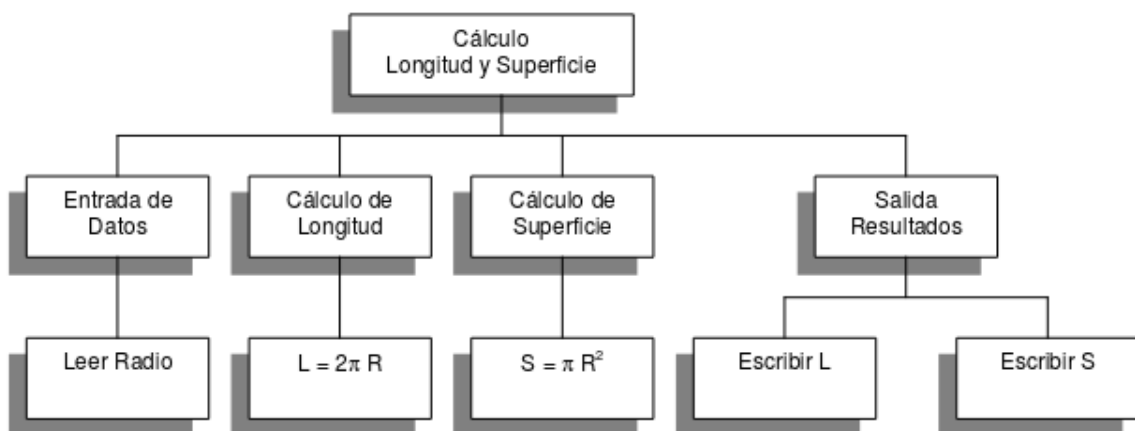 Cálculo
Longitud y Superficie
Entrada de
Datos
Cálculo de
Longitud
Cálculo de
Superficie
Salida
Resultados
Leer Radio
L = 2π R
S = π R²
Escribir L
Escribir S